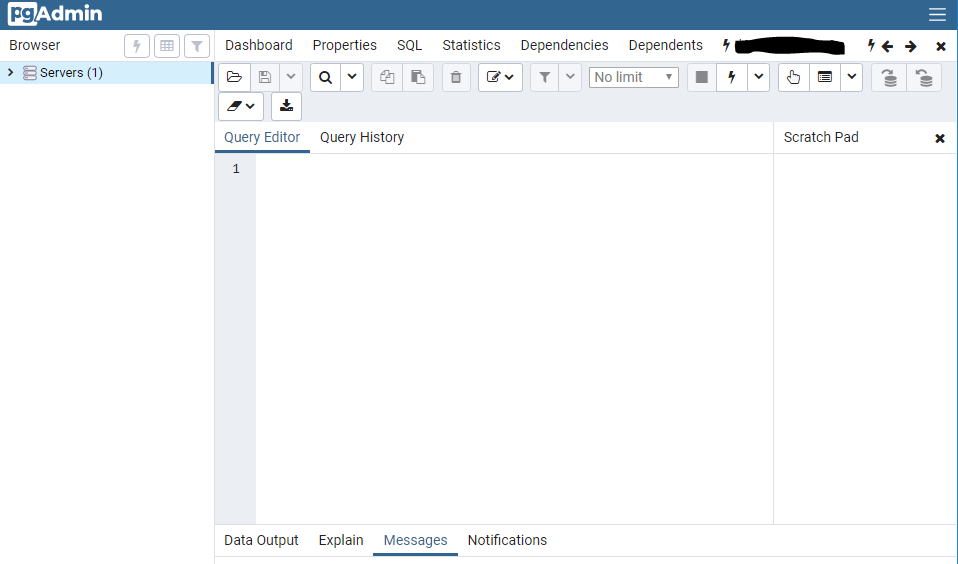 pgAdmin
Browser
Dashboard Properties SQL Statistics Dependencies Dependents
Servers (1)
No limit
Query Editor Query History Scratch Pad
1
Data Output Explain Messages Notifications